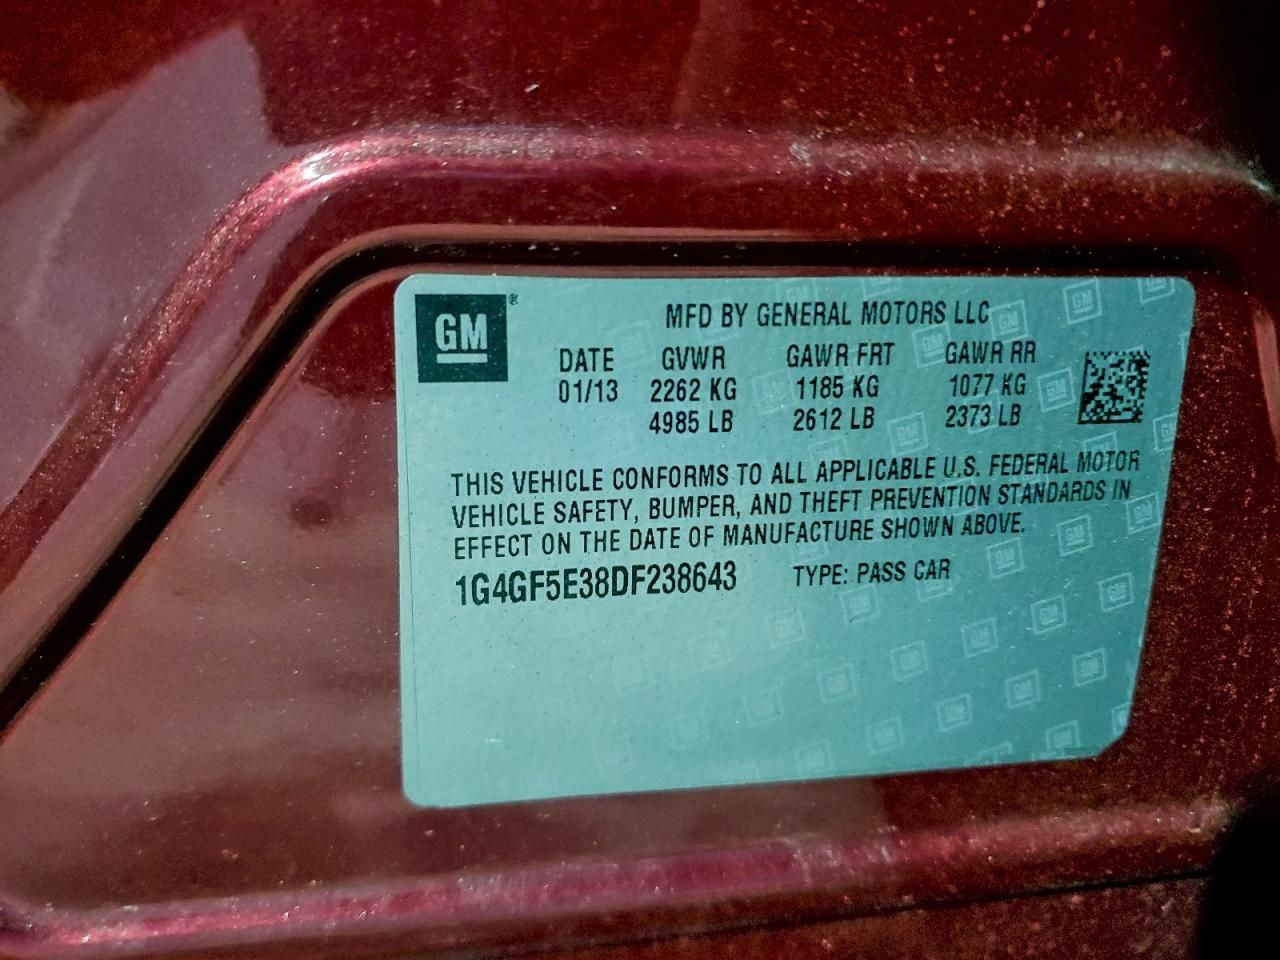 GM®
MFD BY GENERAL MOTORS LLC
DATE GVWR GAWR FRT GAWR RR
01/13 2262 KG 1185 KG 1077 KG
4985 LB 2612 LB 2373 LB
THIS VEHICLE CONFORMS TO ALL APPLICABLE U.S. FEDERAL MOTOR
VEHICLE SAFETY, BUMPER, AND THEFT PREVENTION STANDARDS IN
EFFECT ON THE DATE OF MANUFACTURE SHOWN ABOVE.
1G4GF5E38DF238643 TYPE: PASS CAR